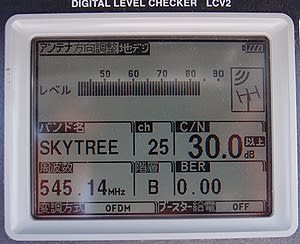 DIGITAL LEVEL CHECKER LCV2
アンテナ方向調整地デジ
50 60 70 80 90
レベル
バンド名 ch C/N
SKYTREE 25 30.0以上dB
周波数 階層 BER
545.14MHz B 0.00
変調方式 OFDM ブースター給電 OFF